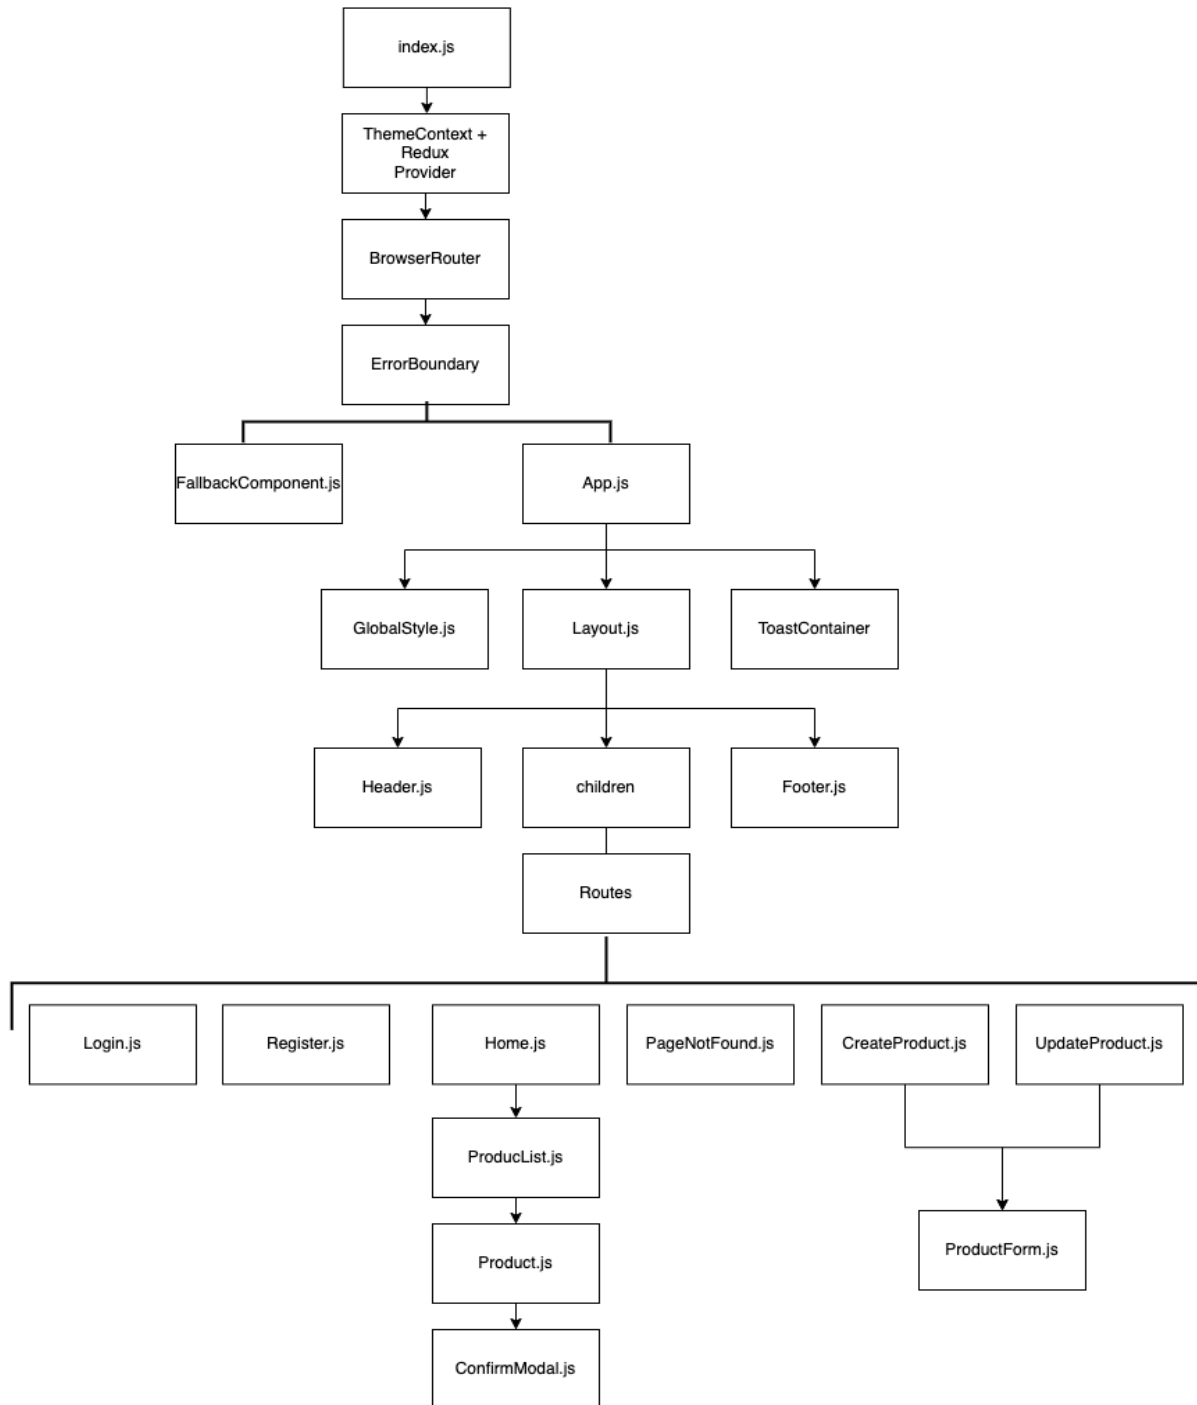 index.js
ThemeContext +
Redux
Provider
BrowserRouter
ErrorBoundary
FallbackComponent.js
App.js
GlobalStyle.js
Layout.js
ToastContainer
Header.js
children
Footer.js
Routes
Login.js
Register.js
Home.js
PageNotFound.js
CreateProduct.js
UpdateProduct.js
ProducList.js
Product.js
ProductForm.js
ConfirmModal.js